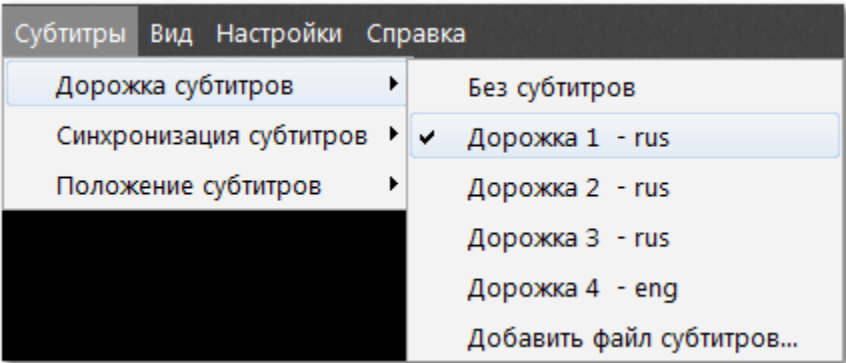 Субтитры Вид Настройки Справка
Дорожка субтитров
Синхронизация субтитров
Положение субтитров
Без субтитров
Дорожка 1 - rus
Дорожка 2 - rus
Дорожка 3 - rus
Дорожка 4 - eng
Добавить файл субтитров...